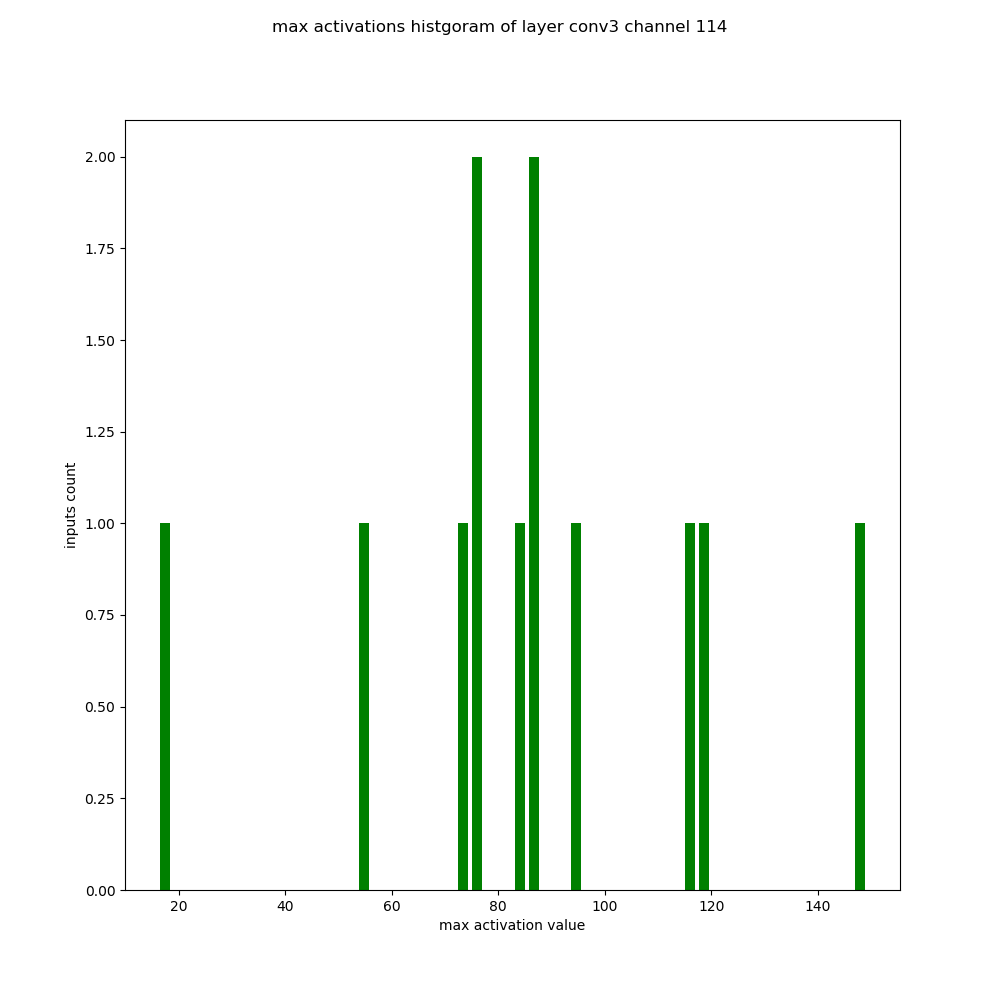 max activations histgoram of layer conv3 channel 114
2.00
1.75
1.50
1.25
1.00
0.75
0.50
0.25
0.00
inputs count
20 40 60 80 100 120 140
max activation value